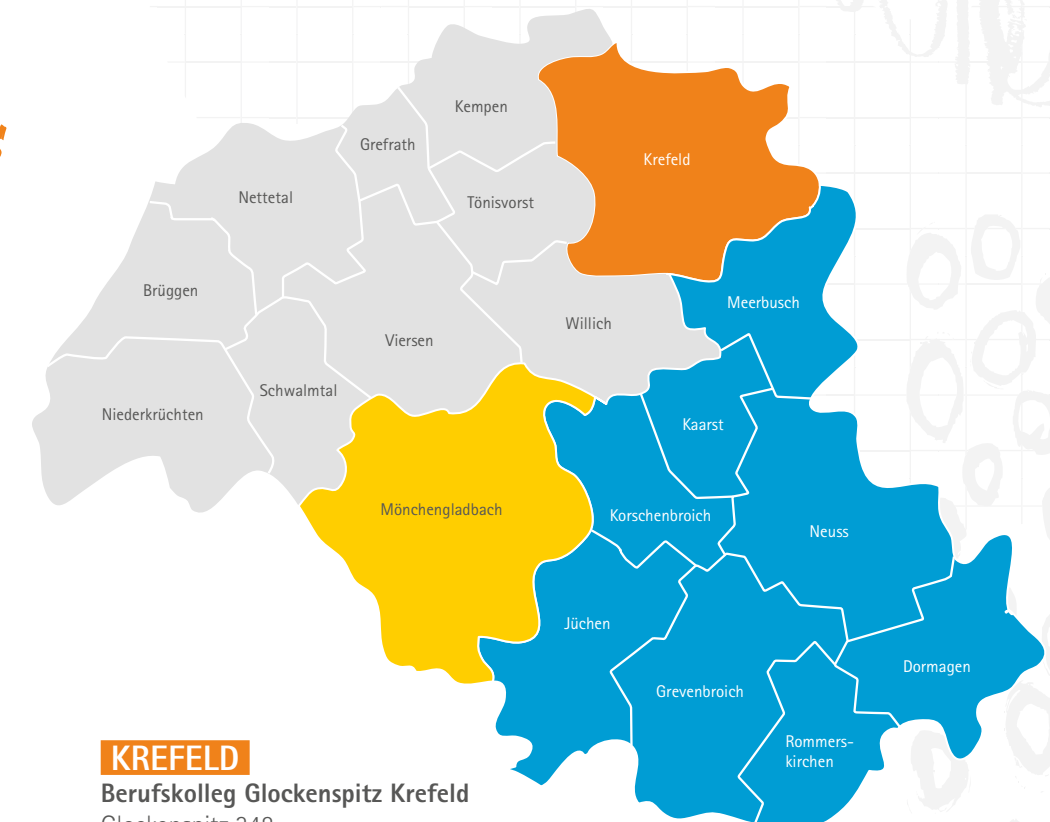 Kempen
Grefrath
Krefeld
Nettetal
Tönisvorst
Brüggen
Meerbusch
Willich
Viersen
Schwalmtal
Niederkrüchten
Kaarst
Mönchengladbach
Korschenbroich
Neuss
Jüchen
Dormagen
Grevenbroich
Rommers-
kirchen
KREFELD
Berufskolleg Glockenspitz Krefeld